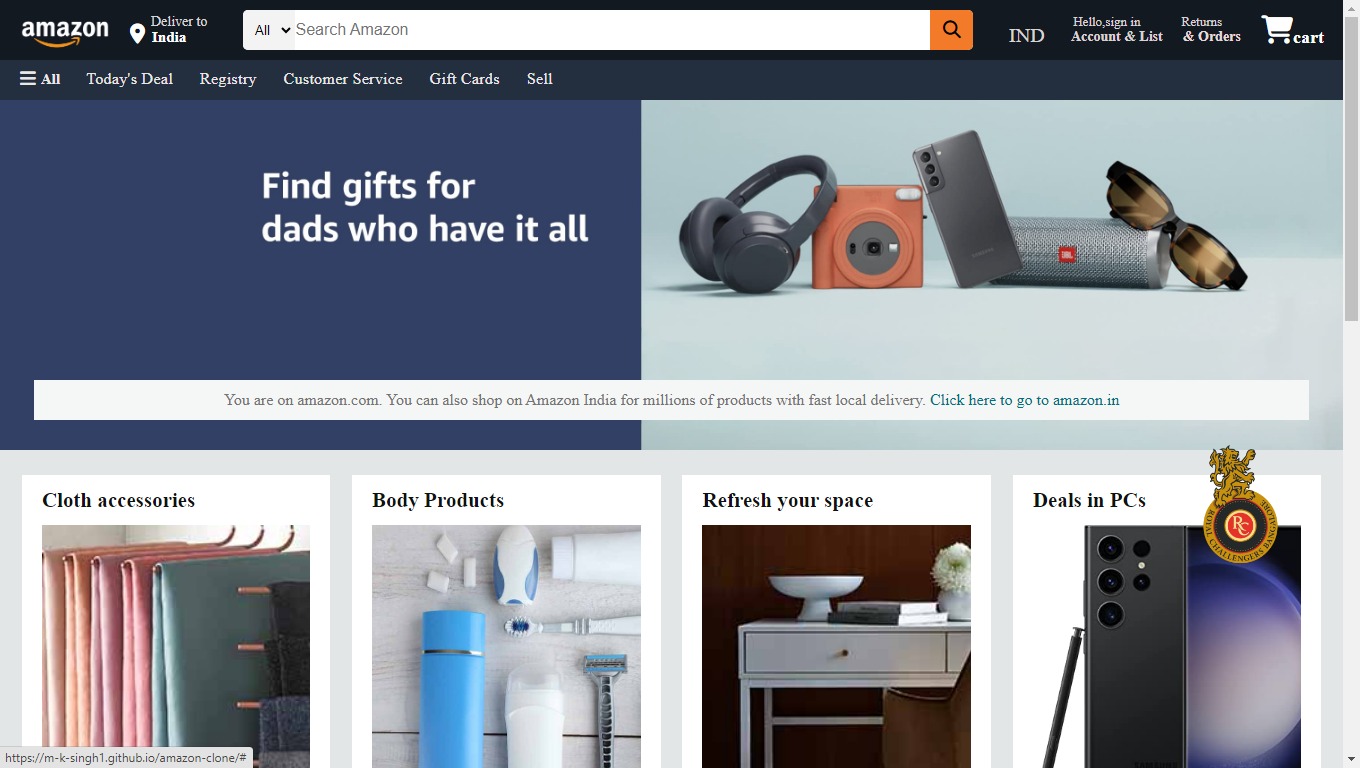 amazon
Deliver to
India
All
Search Amazon
IND
Hello,sign in
Account & List
Returns
& Orders
cart
All
Today's Deal
Registry
Customer Service
Gift Cards
Sell
Find gifts for
dads who have it all
SAMSUNG
JBL
You are on amazon.com. You can also shop on Amazon India for millions of products with fast local delivery. Click here to go to amazon.in
Cloth accessories
Body Products
Refresh your space
Deals in PCs
RC
ROYAL CHALLENGERS BANGALORE
SAMSUNG
https://m-k-singh1.github.io/amazon-clone/#